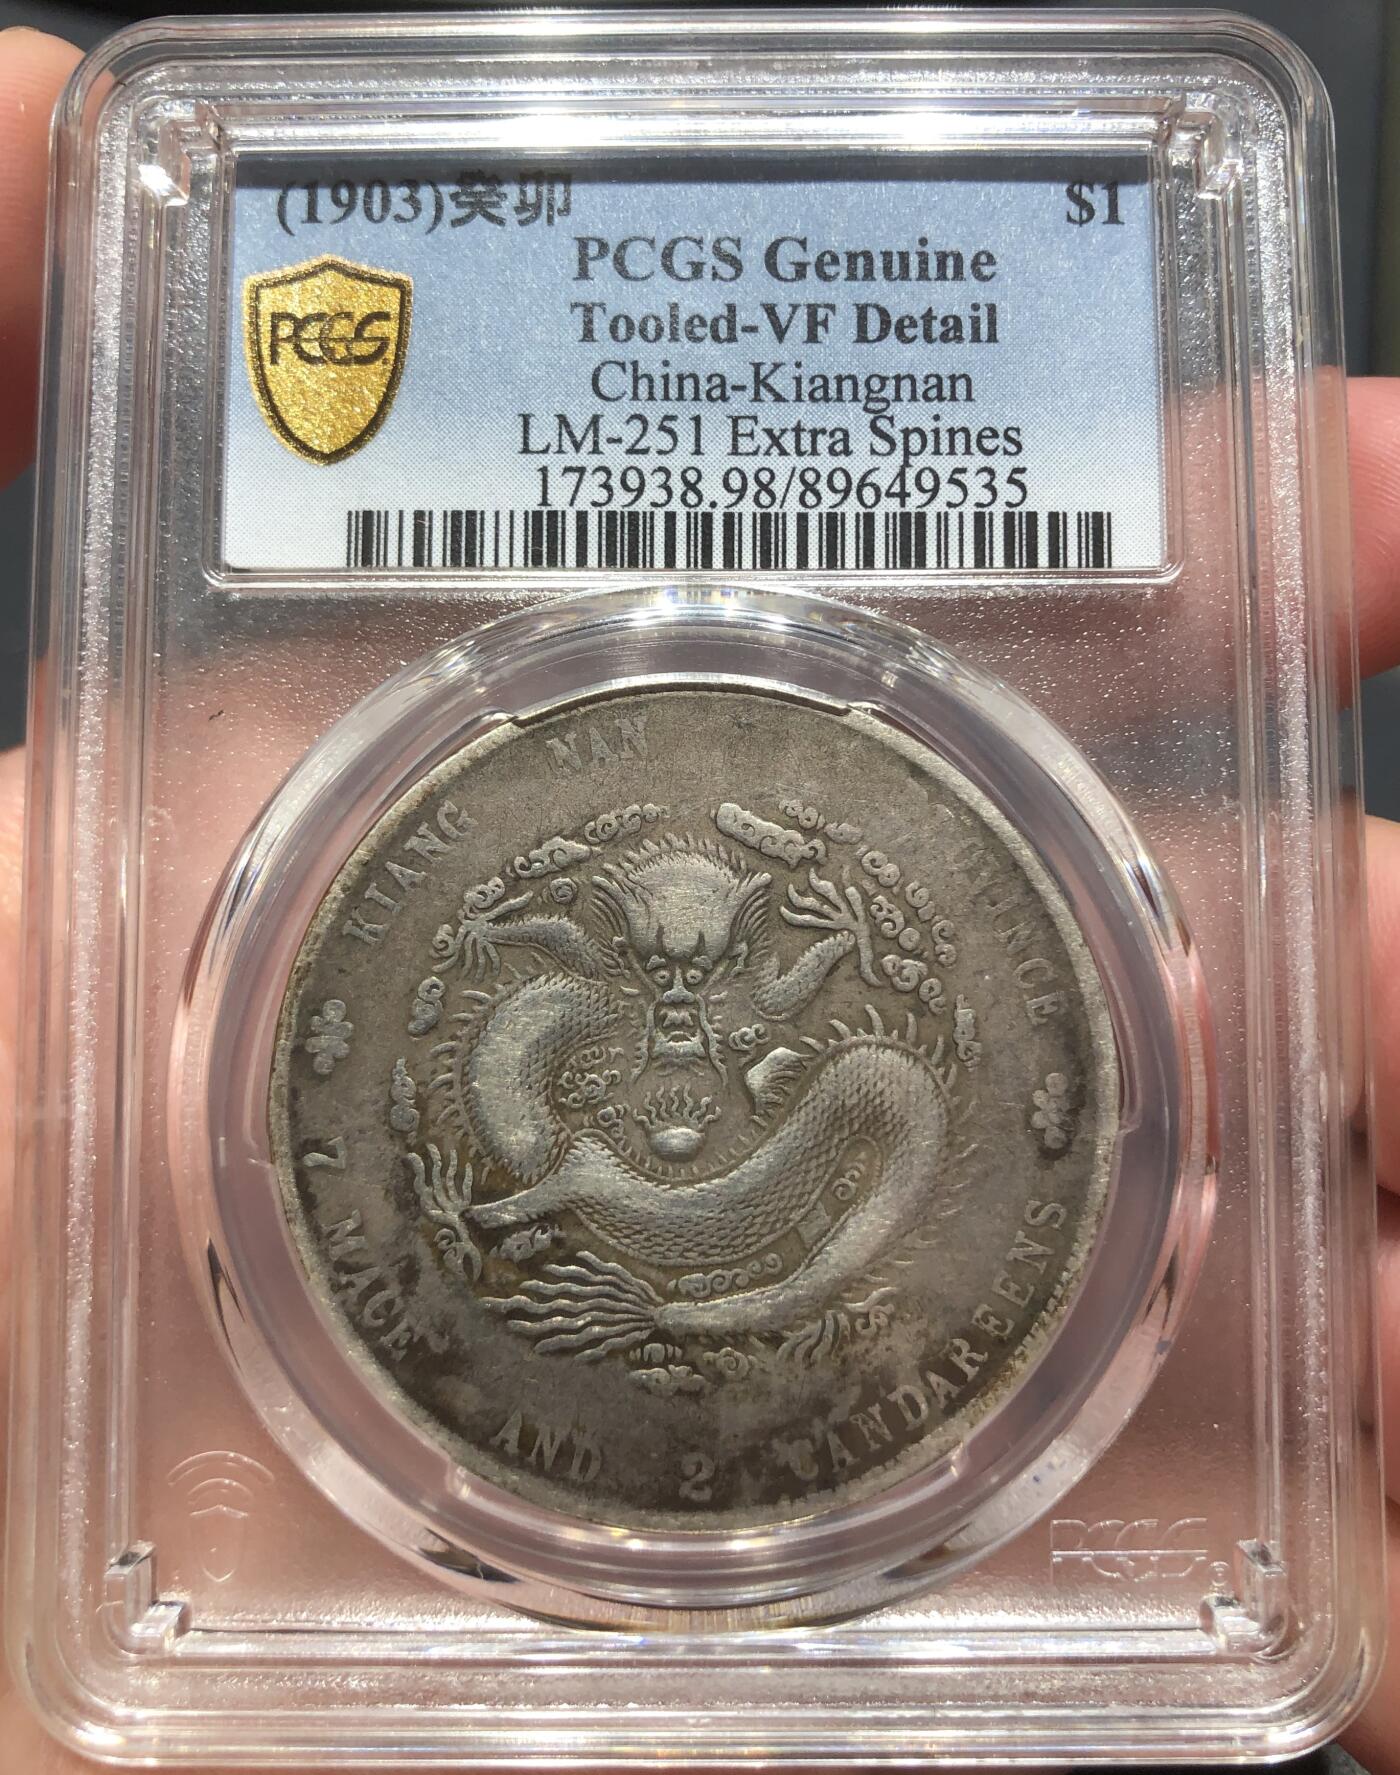 (1903)癸卯 $1
PCGS Genuine
PCGS
Tooled-VF Detail
China-Kiangnan
LM-251 Extra Spines
173938.98/89649535
KIANG NAN
7 MACE AND 2 CANDAREENS
PCGS